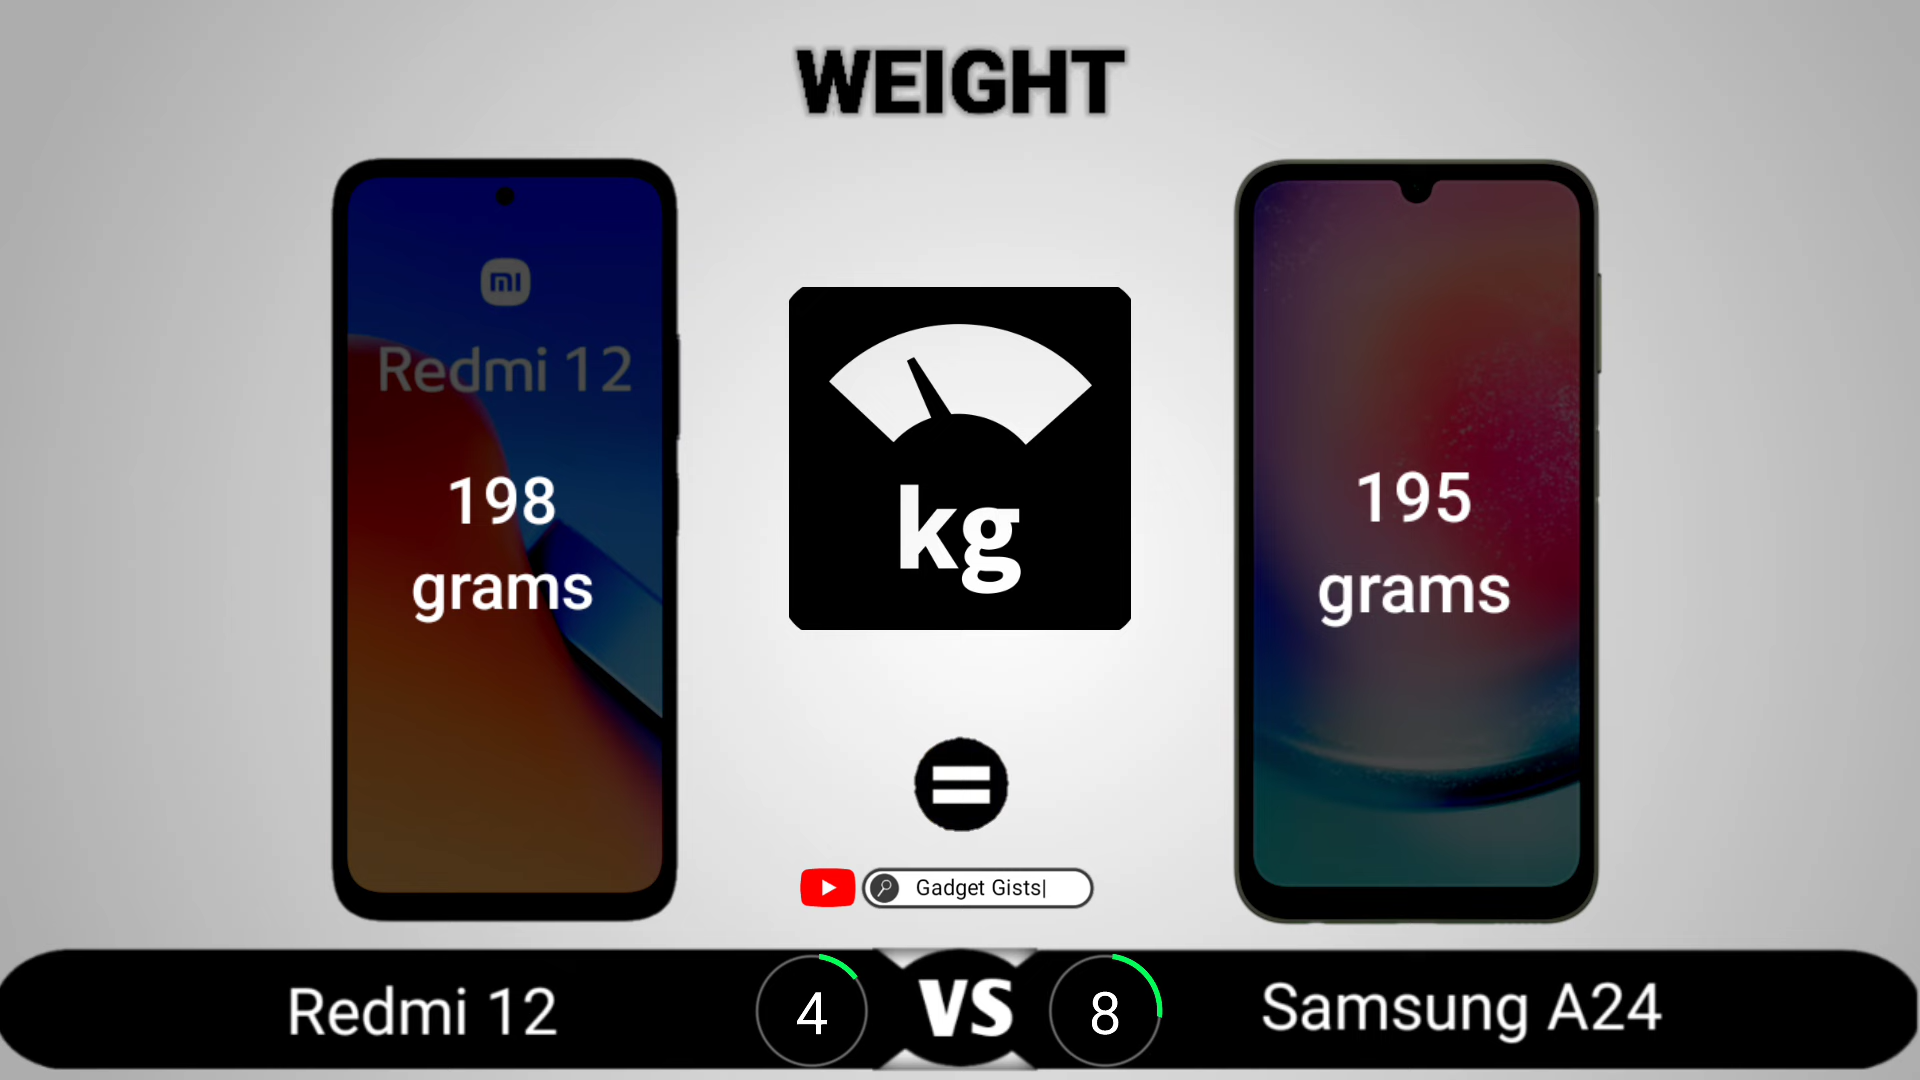 WEIGHT
mi
Redmi 12
198
grams
kg
195
grams
Gadget Gists|
Redmi 12
4
VS
8
Samsung A24